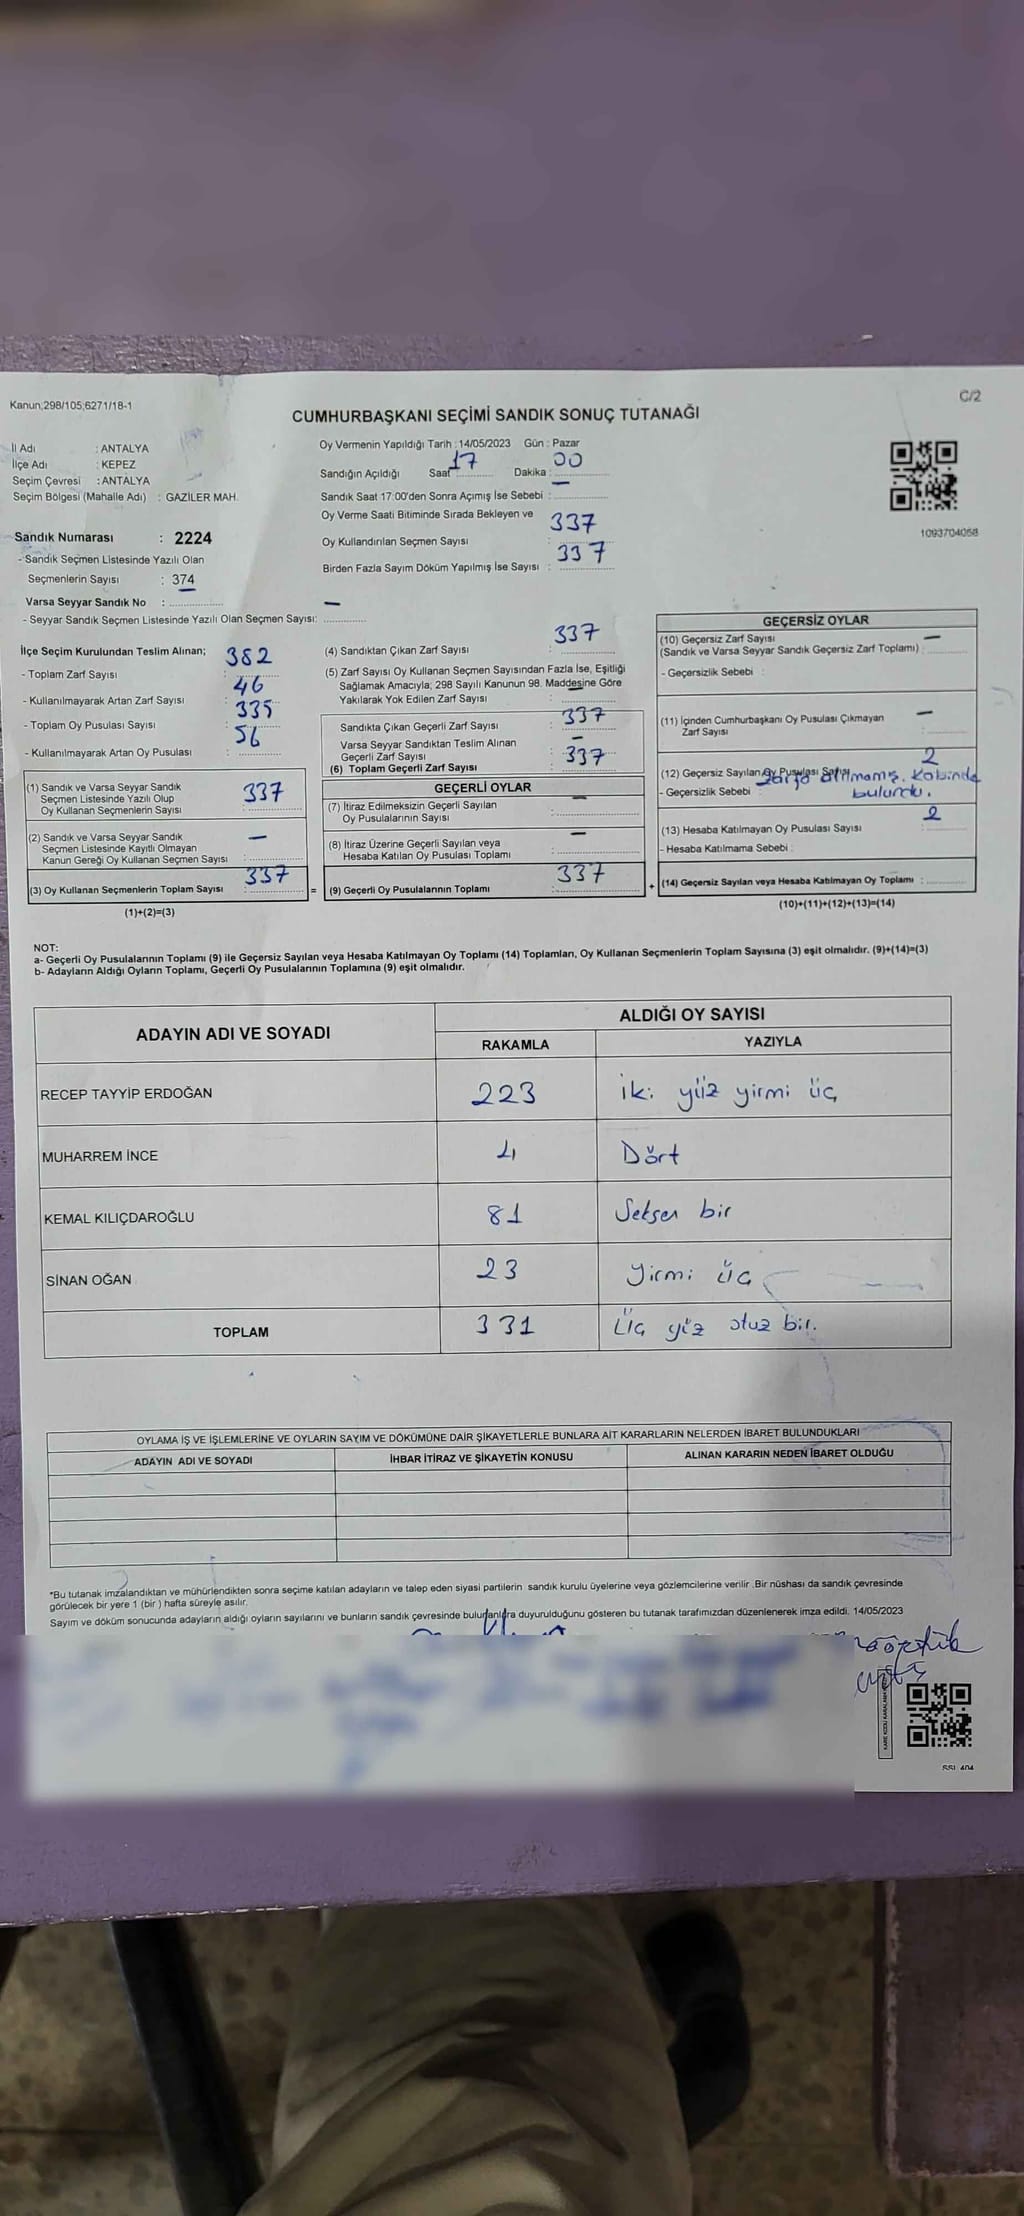 Kanun;298/105;6271/18-1
C/2
CUMHURBAŞKANI SEÇİMİ SANDIK SONUÇ TUTANAĞI
İl Adı : ANTALYA
İlçe Adı : KEPEZ
Seçim Çevresi : ANTALYA
Seçim Bölgesi (Mahalle Adı) : GAZİLER MAH.
Sandık Numarası : 2224
- Sandık Seçmen Listesinde Yazılı Olan
Seçmenlerin Sayısı : 374
Varsa Seyyar Sandık No : —
- Seyyar Sandık Seçmen Listesinde Yazılı Olan Seçmen Sayısı:
Oy Vermenin Yapıldığı Tarih : 14/05/2023 Gün : Pazar
Sandığın Açıldığı Saat 17 Dakika : 00
Sandık Saat 17:00'den Sonra Açımış İse Sebebi : —
Oy Verme Saati Bitiminde Sırada Bekleyen ve
Oy Kullandırılan Seçmen Sayısı : 337
Birden Fazla Sayım Döküm Yapılmış İse Sayısı : 337
1093704058
İlçe Seçim Kurulundan Teslim Alınan;
- Toplam Zarf Sayısı : 382
- Kullanılmayarak Artan Zarf Sayısı : 46
- Toplam Oy Pusulası Sayısı : 335
- Kullanılmayarak Artan Oy Pusulası : 56
(1) Sandık ve Varsa Seyyar Sandık
Seçmen Listesinde Yazılı Olup
Oy Kullanan Seçmenlerin Sayısı : 337
(2) Sandık ve Varsa Seyyar Sandık
Seçmen Listesinde Kayıtlı Olmayan
Kanun Gereği Oy Kullanan Seçmen Sayısı : —
(3) Oy Kullanan Seçmenlerin Toplam Sayısı : 337
(1)+(2)=(3)
(4) Sandıktan Çıkan Zarf Sayısı : 337
(5) Zarf Sayısı Oy Kullanan Seçmen Sayısından Fazla İse, Eşitliği
Sağlamak Amacıyla; 298 Sayılı Kanunun 98. Maddesine Göre
Yakılarak Yok Edilen Zarf Sayısı : —
Sandıkta Çıkan Geçerli Zarf Sayısı : 337
Varsa Seyyar Sandıktan Teslim Alınan
Geçerli Zarf Sayısı : —
(6) Toplam Geçerli Zarf Sayısı : 337
GEÇERLİ OYLAR
(7) İtiraz Edilmeksizin Geçerli Sayılan
Oy Pusulalarının Sayısı : —
(8) İtiraz Üzerine Geçerli Sayılan veya
Hesaba Katılan Oy Pusulası Toplamı : —
= (9) Geçerli Oy Pusulalarının Toplamı : 337
GEÇERSİZ OYLAR
(10) Geçersiz Zarf Sayısı
(Sandık ve Varsa Seyyar Sandık Geçersiz Zarf Toplamı) : —
- Geçersizlik Sebebi :
(11) İçinden Cumhurbaşkanı Oy Pusulası Çıkmayan
Zarf Sayısı : —
(12) Geçersiz Sayılan Oy Pusulası Sayısı 2
- Geçersizlik Sebebi : zarfa atılmamış. Kabinde
bulundu.
(13) Hesaba Katılmayan Oy Pusulası Sayısı : 2
- Hesaba Katılmama Sebebi :
+ (14) Geçersiz Sayılan veya Hesaba Katılmayan Oy Toplamı :
(10)+(11)+(12)+(13)=(14)
NOT:
a- Geçerli Oy Pusulalarının Toplamı (9) ile Geçersiz Sayılan veya Hesaba Katılmayan Oy Toplamı (14) Toplamları, Oy Kullanan Seçmenlerin Toplam Sayısına (3) eşit olmalıdır. (9)+(14)=(3)
b- Adayların Aldığı Oyların Toplamı, Geçerli Oy Pusulalarının Toplamına (9) eşit olmalıdır.
ADAYIN ADI VE SOYADI
ALDIĞI OY SAYISI
RAKAMLA YAZIYLA
RECEP TAYYİP ERDOĞAN 223 iki yüz yirmi üç
MUHARREM İNCE 4 Dört
KEMAL KILIÇDAROĞLU 81 Seksen bir
SİNAN OĞAN 23 Yirmi üç
TOPLAM 331 Üç yüz otuz bir.
OYLAMA İŞ VE İŞLEMLERİNE VE OYLARIN SAYIM VE DÖKÜMÜNE DAİR ŞİKAYETLERLE BUNLARA AİT KARARLARIN NELERDEN İBARET BULUNDUKLARI
ADAYIN ADI VE SOYADI İHBAR İTİRAZ VE ŞİKAYETİN KONUSU ALINAN KARARIN NEDEN İBARET OLDUĞU
*Bu tutanak imzalandıktan ve mühürlendikten sonra seçime katılan adayların ve talep eden siyasi partilerin sandık kurulu üyelerine veya gözlemcilerine verilir .Bir nüshası da sandık çevresinde
görülecek bir yere 1 (bir ) hafta süreyle asılır.
Sayım ve döküm sonucunda adayların aldığı oyların sayılarını ve bunların sandık çevresinde bulunanlara duyurulduğunu gösteren bu tutanak tarafımızdan düzenlenerek imza edildi. 14/05/2023